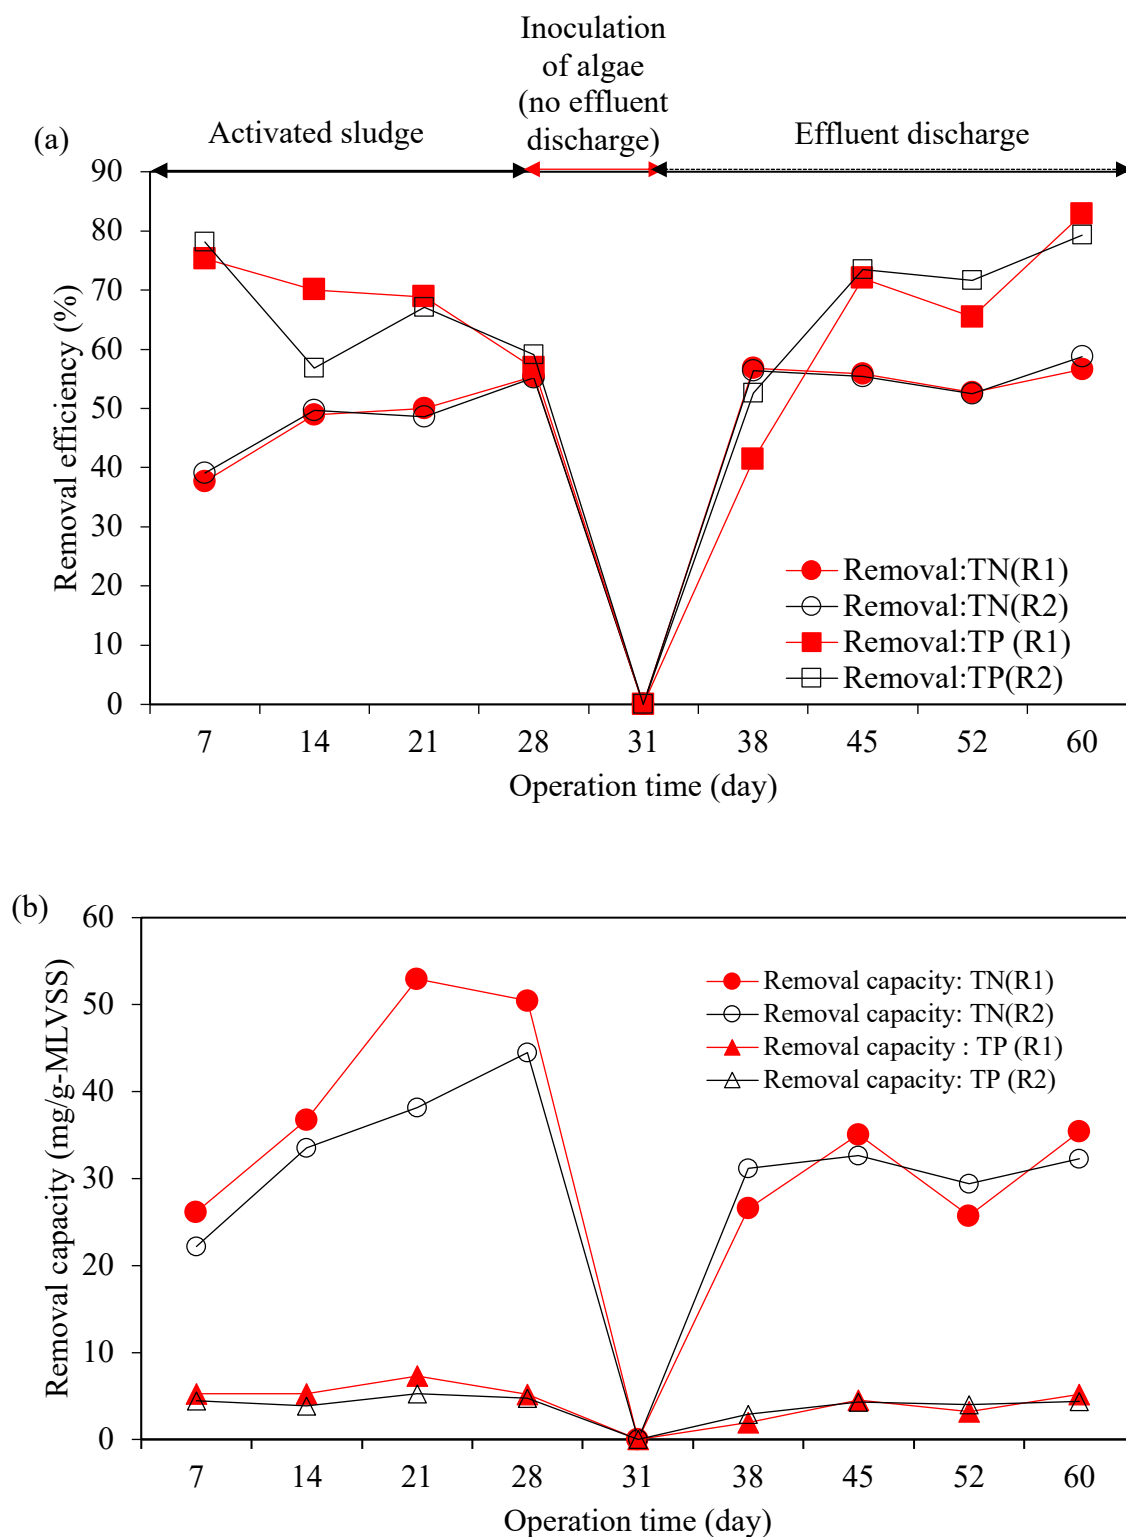 Inoculation
of algae
(no effluent
discharge)
(a)
Activated sludge
Effluent discharge
90
80
70
60
50
40
30
20
10
0
Removal efficiency (%)
Removal:TN(R1)
Removal:TN(R2)
Removal:TP (R1)
Removal:TP(R2)
7 14 21 28 31 38 45 52 60
Operation time (day)
(b)
60
50
40
30
20
10
0
Removal capacity (mg/g-MLVSS)
Removal capacity: TN(R1)
Removal capacity: TN(R2)
Removal capacity : TP (R1)
Removal capacity: TP (R2)
7 14 21 28 31 38 45 52 60
Operation time (day)